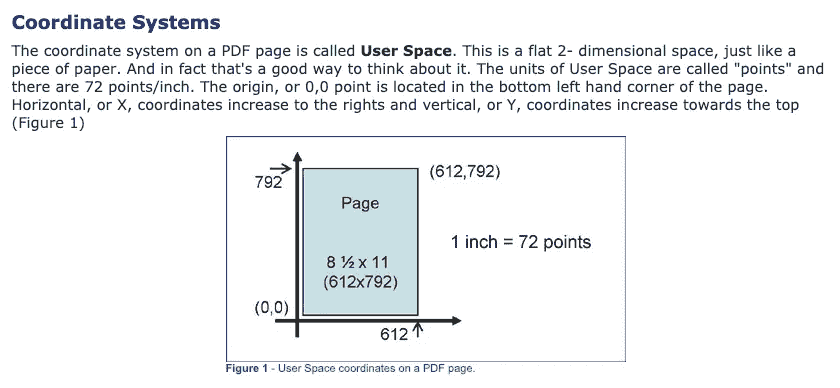 Coordinate Systems
The coordinate system on a PDF page is called User Space. This is a flat 2- dimensional space, just like a
piece of paper. And in fact that's a good way to think about it. The units of User Space are called "points" and
there are 72 points/inch. The origin, or 0,0 point is located in the bottom left hand corner of the page.
Horizontal, or X, coordinates increase to the rights and vertical, or Y, coordinates increase towards the top
(Figure 1)
792
(612,792)
Page
1 inch = 72 points
8 ½ x 11
(612x792)
(0,0)
612
Figure 1 - User Space coordinates on a PDF page.